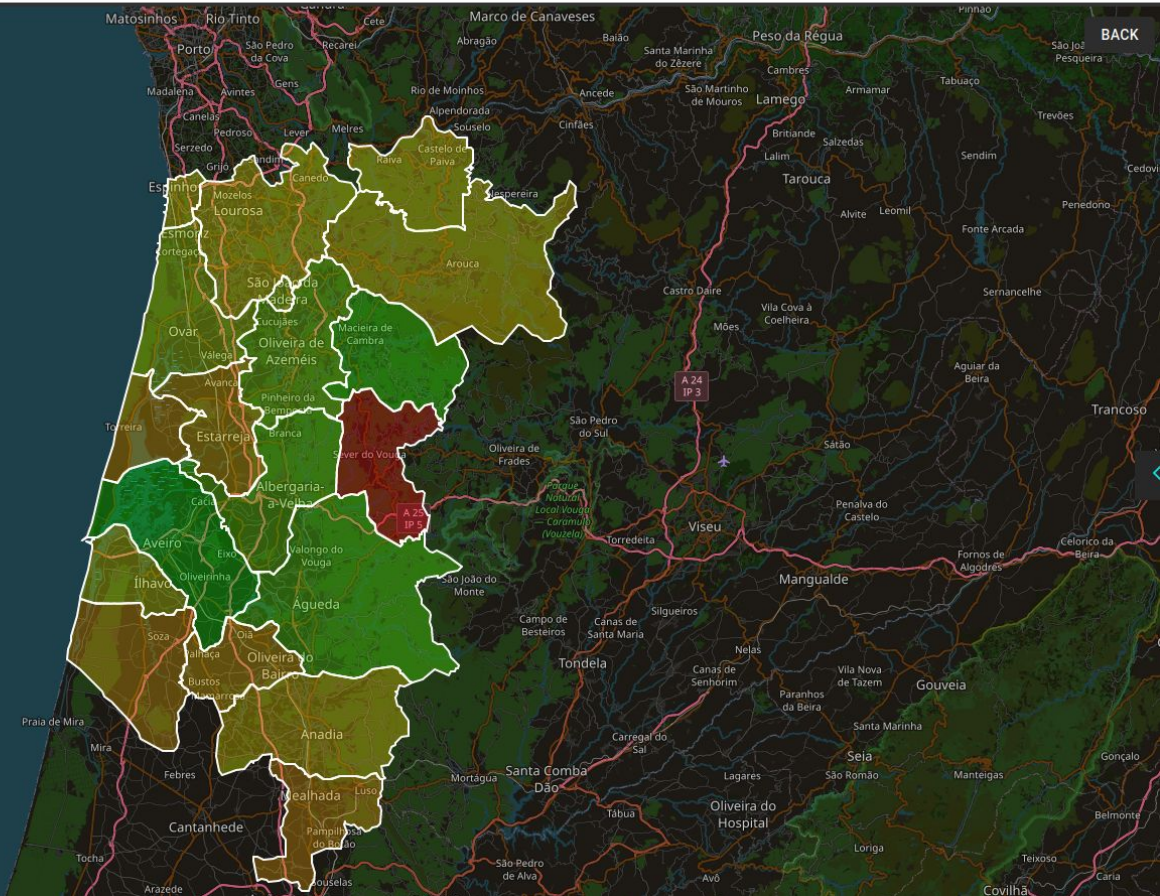 Matosinhos
Rio Tinto
Cete
Marco de Canaveses
Pinhão
BACK
Porto
São Pedro
da Cova
Recarei
Abragão
Baião
Santa Marinha
do Zêzere
Peso da Régua
Pesqueira
Madalena
Avintes
Gens
Rio de Moinhos
Ancede
São Martinho
de Mouros
Cambres
Lamego
Armamar
Tabuaço
Canelas
Pedroso
Lever
Melres
Alpendorada
Souselo
Cinfães
Britiande
Salzedas
Trevões
Serzedo
Grijó
Canedo
Raiva
Castelo de
Paiva
Lalim
Sendim
Tarouca
Espinho
Mozelos
Lourosa
Esmoriz
Alvite
Leomil
Penedono
Fonte Arcada
Arouca
São João da
Madeira
Castro Daire
Sernancelhe
Cucujães
Macieira de
Cambra
Mões
Vila Cova à
Coelheira
Ovar
Válega
Oliveira de
Azeméis
Avanca
Aguiar da
Beira
A 24
IP 3
Pinheiro da
Bemposta
Trancoso
Torreira
Estarreja
Branca
São Pedro
do Sul
Sever do Vouga
Oliveira de
Frades
Sátão
Albergaria-
a-Velha
Cacia
A 25
IP 5
Parque
Natural
Local Vouga
— Caramulo
(Vouzela)
Viseu
Penalva do
Castelo
Aveiro
Eixo
Valongo do
Vouga
Torredeita
Celorico da
Beira
Fornos de
Algodres
Ílhavo
Oliveirinha
São João do
Monte
Mangualde
Águeda
Campo de
Besteiros
Canas de
Santa Maria
Silgueiros
Soza
Oiã
Palhaça
Oliveira do
Bairro
Nelas
Tondela
Canas de
Senhorim
Vila Nova
de Tazem
Gouveia
Bustos
Mamarrosa
Paranhos
da Beira
Praia de Mira
Mira
Anadia
Santa Marinha
Carregal do
Sal
Seia
Gonçalo
Febres
Mortágua
Santa Comba
Dão
Lagares
São Romão
Manteigas
Mealhada
Luso
Cantanhede
Pampilhosa
do Botão
Tábua
Oliveira do
Hospital
Belmonte
Tocha
São Pedro
de Alva
Loriga
Teixoso
Arazede
Souselas
Avô
Covilhã
Caria